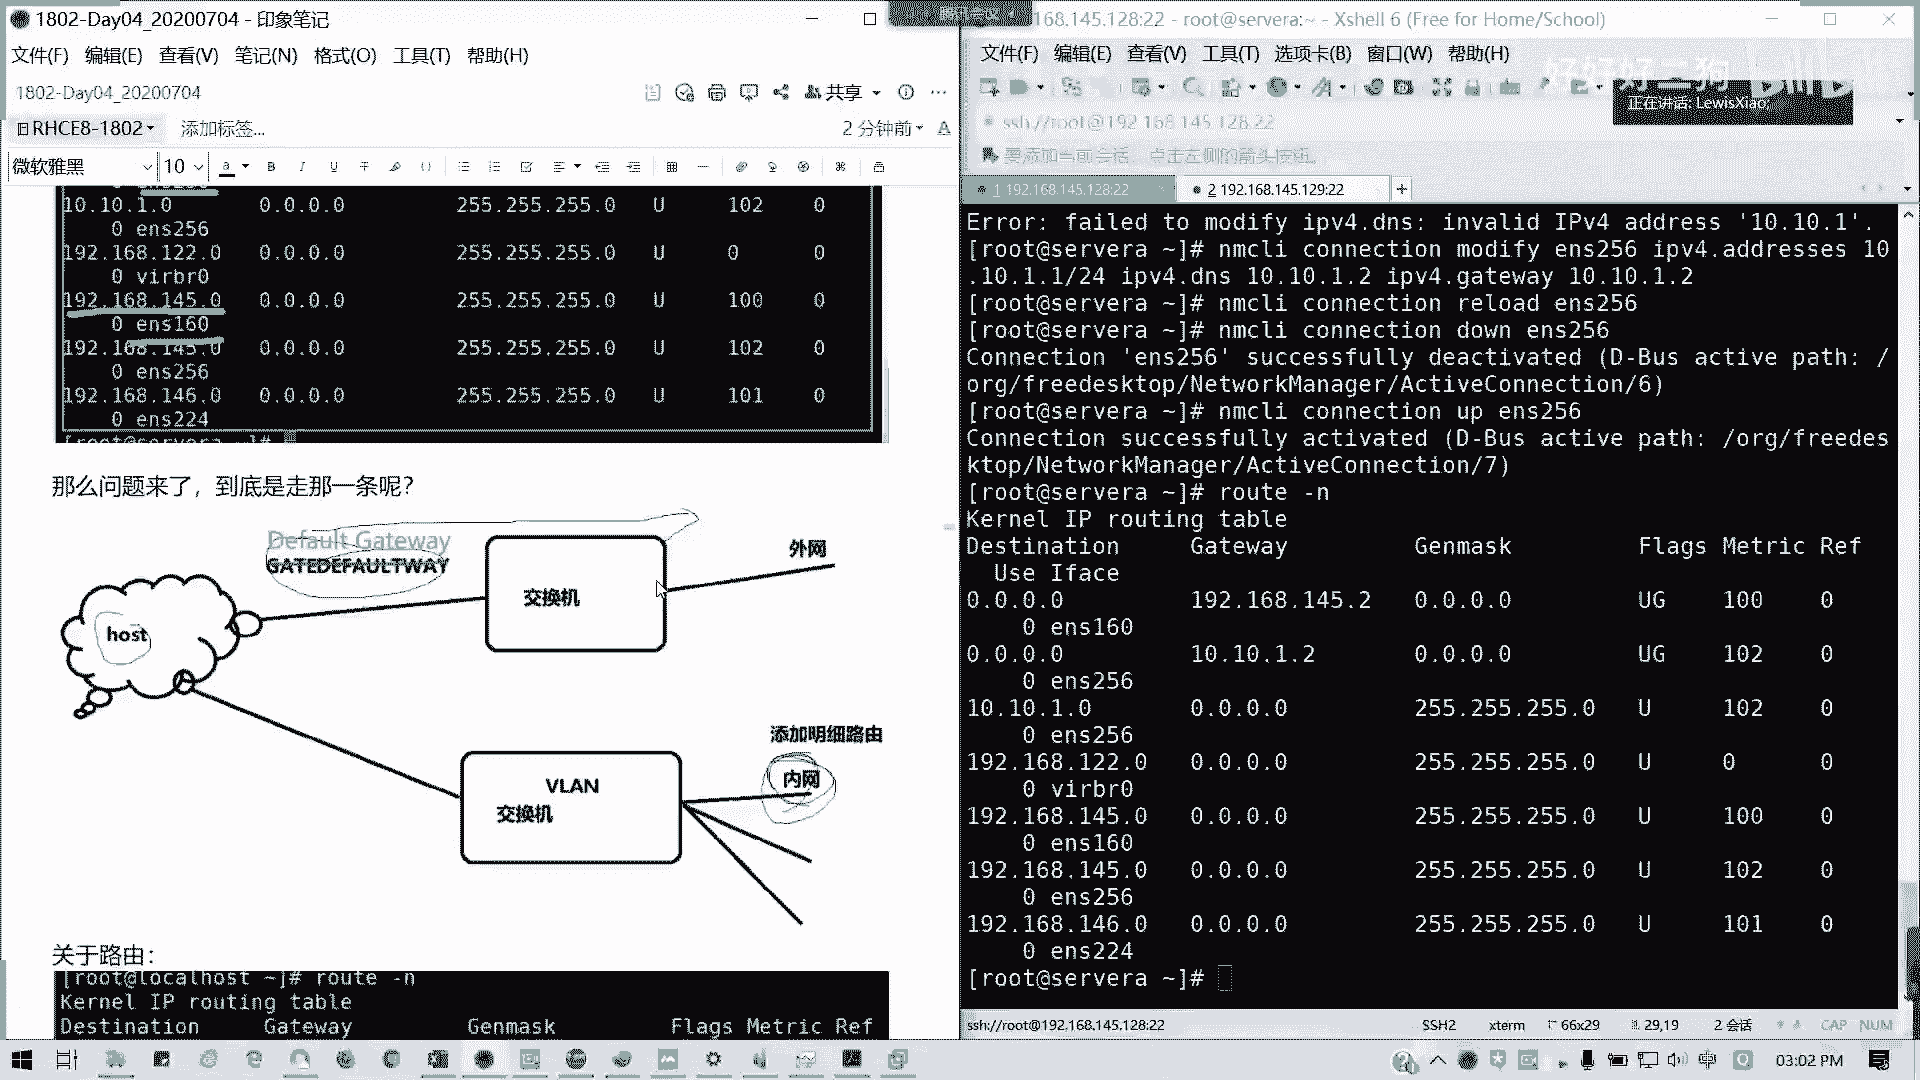 1802-Day04_20200704 - 印象笔记
文件(F) 编辑(E) 查看(V) 笔记(N) 格式(O) 工具(T) 帮助(H)
1802-Day04_20200704
共享
RHCE8-1802 添加标签...
2 分钟前
微软雅黑 10
10.10.1.0 0.0.0.0 255.255.255.0 U 102 0
0 ens256
192.168.122.0 0.0.0.0 255.255.255.0 U 0 0
0 virbr0
192.168.145.0 0.0.0.0 255.255.255.0 U 100 0
0 ens160
192.168.145.0 0.0.0.0 255.255.255.0 U 102 0
0 ens256
192.168.146.0 0.0.0.0 255.255.255.0 U 101 0
0 ens224
[root@servera ~]#
那么问题来了，到底是走那一条呢？
Default Gateway
GATEDEFAULTWAY
外网
交换机
host
添加明细路由
VLAN
内网
交换机
关于路由：
[root@localhost ~]# route -n
Kernel IP routing table
Destination Gateway Genmask Flags Metric Ref
168.145.128:22 - root@servera:~ - Xshell 6 (Free for Home/School)
文件(F) 编辑(E) 查看(V) 工具(T) 选项卡(B) 窗口(W) 帮助(H)
正在讲话: LewisXiao;
ssh://root@192.168.145.128:22
要添加当前会话，点击左侧的箭头按钮。
1 192.168.145.128:22
2 192.168.145.129:22
Error: failed to modify ipv4.dns: invalid IPv4 address '10.10.1'.
[root@servera ~]# nmcli connection modify ens256 ipv4.addresses 10
.10.1.1/24 ipv4.dns 10.10.1.2 ipv4.gateway 10.10.1.2
[root@servera ~]# nmcli connection reload ens256
[root@servera ~]# nmcli connection down ens256
Connection 'ens256' successfully deactivated (D-Bus active path: /
org/freedesktop/NetworkManager/ActiveConnection/6)
[root@servera ~]# nmcli connection up ens256
Connection successfully activated (D-Bus active path: /org/freedes
ktop/NetworkManager/ActiveConnection/7)
[root@servera ~]# route -n
Kernel IP routing table
Destination Gateway Genmask Flags Metric Ref
Use Iface
0.0.0.0 192.168.145.2 0.0.0.0 UG 100 0
0 ens160
0.0.0.0 10.10.1.2 0.0.0.0 UG 102 0
0 ens256
10.10.1.0 0.0.0.0 255.255.255.0 U 102 0
0 ens256
192.168.122.0 0.0.0.0 255.255.255.0 U 0 0
0 virbr0
192.168.145.0 0.0.0.0 255.255.255.0 U 100 0
0 ens160
192.168.145.0 0.0.0.0 255.255.255.0 U 102 0
0 ens256
192.168.146.0 0.0.0.0 255.255.255.0 U 101 0
0 ens224
[root@servera ~]#
ssh://root@192.168.145.128:22 SSH2 xterm 66x29 29,19 2 会话 CAP NUM
中 03:02 PM